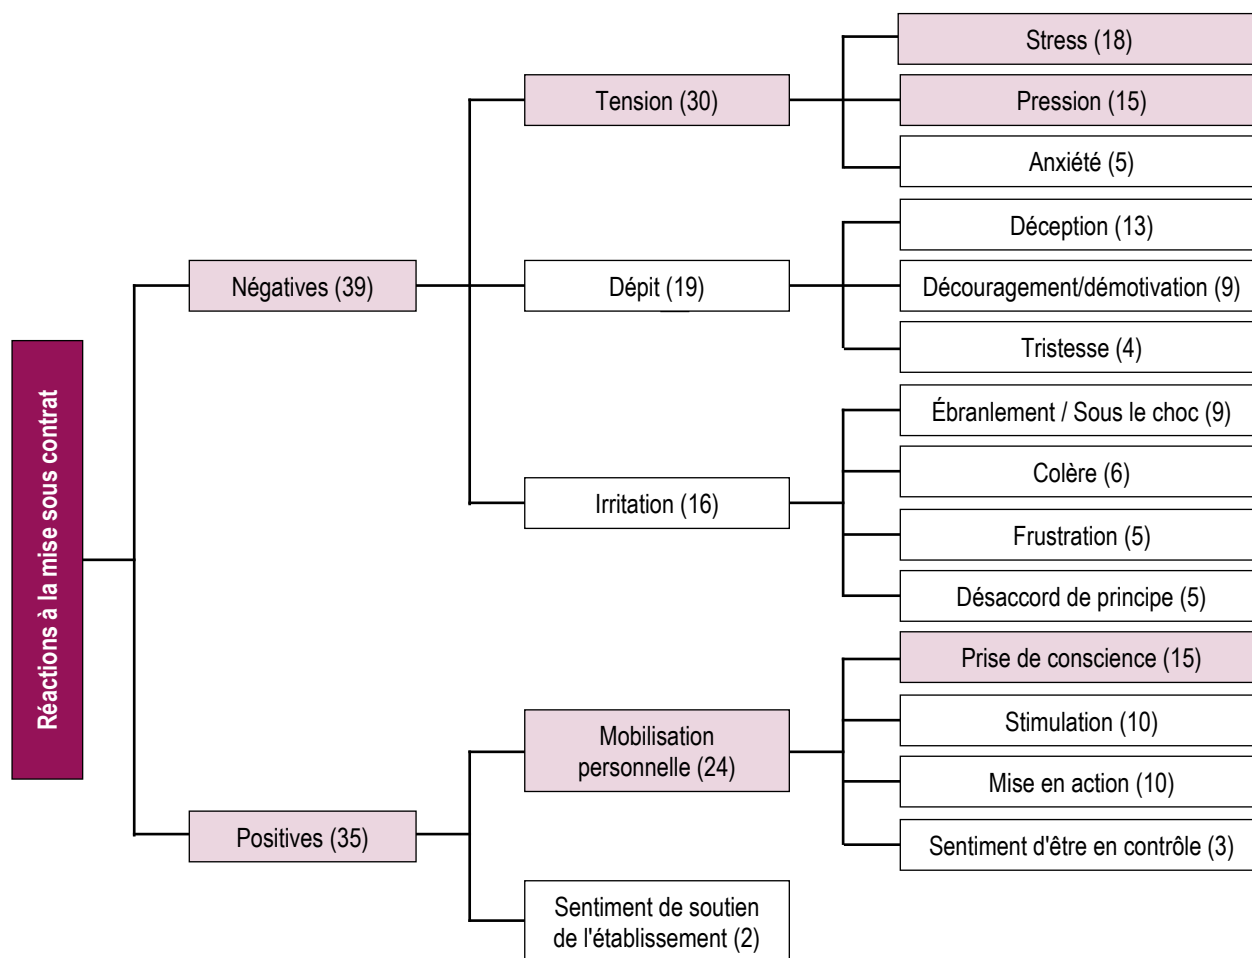 Réactions à la mise sous contrat
Négatives (39)
Tension (30)
Stress (18)
Pression (15)
Anxiété (5)
Dépit (19)
Déception (13)
Découragement/démotivation (9)
Tristesse (4)
Irritation (16)
Ébranlement / Sous le choc (9)
Colère (6)
Frustration (5)
Désaccord de principe (5)
Positives (35)
Mobilisation
personnelle (24)
Prise de conscience (15)
Stimulation (10)
Mise en action (10)
Sentiment d'être en contrôle (3)
Sentiment de soutien
de l'établissement (2)